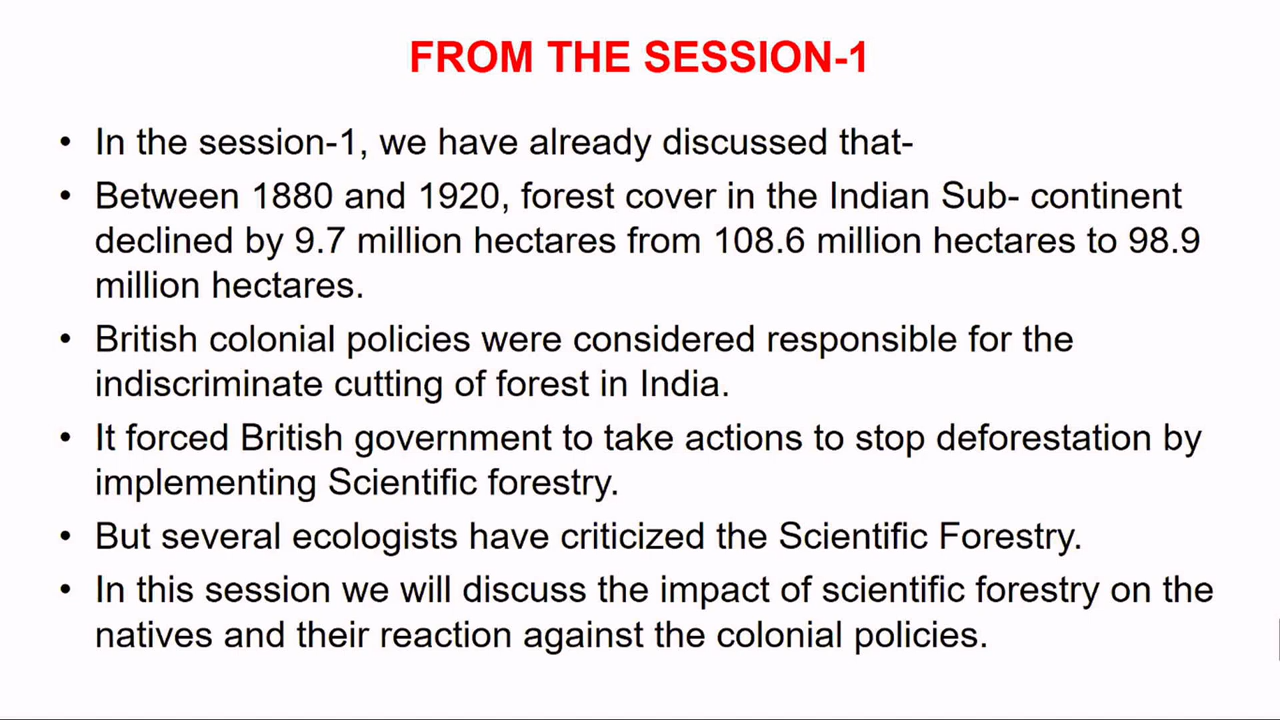 FROM THE SESSION-1
• In the session-1, we have already discussed that-
• Between 1880 and 1920, forest cover in the Indian Sub- continent
declined by 9.7 million hectares from 108.6 million hectares to 98.9
million hectares.
• British colonial policies were considered responsible for the
indiscriminate cutting of forest in India.
• It forced British government to take actions to stop deforestation by
implementing Scientific forestry.
• But several ecologists have criticized the Scientific Forestry.
• In this session we will discuss the impact of scientific forestry on the
natives and their reaction against the colonial policies.